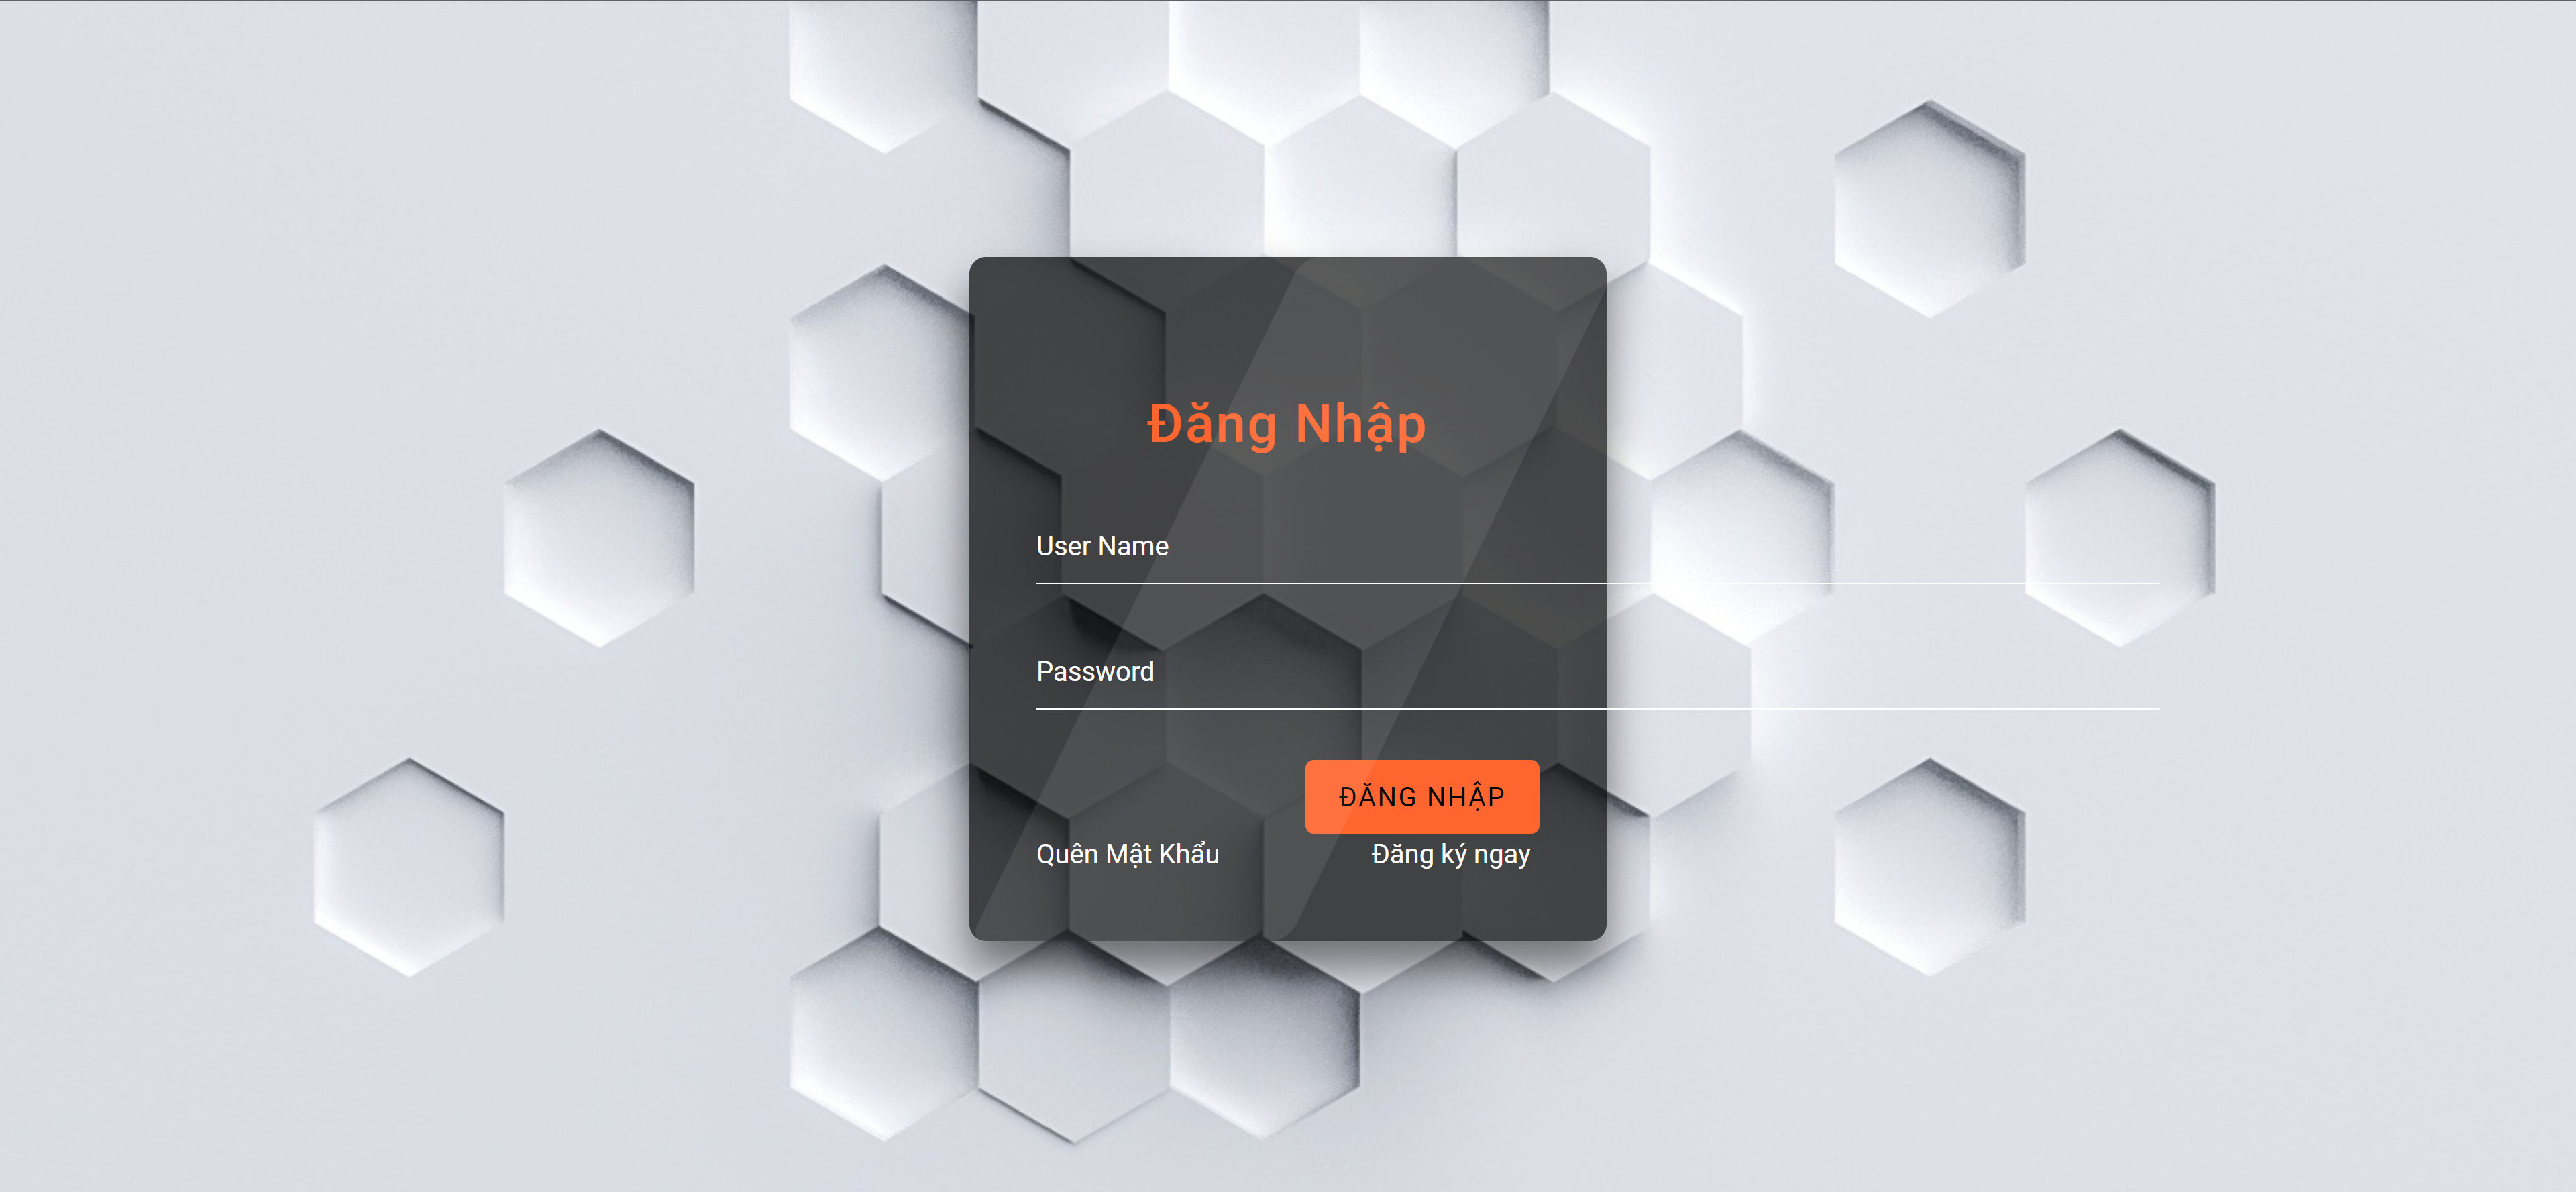 Đăng Nhập
User Name
Password
ĐĂNG NHẬP
Quên Mật Khẩu Đăng ký ngay